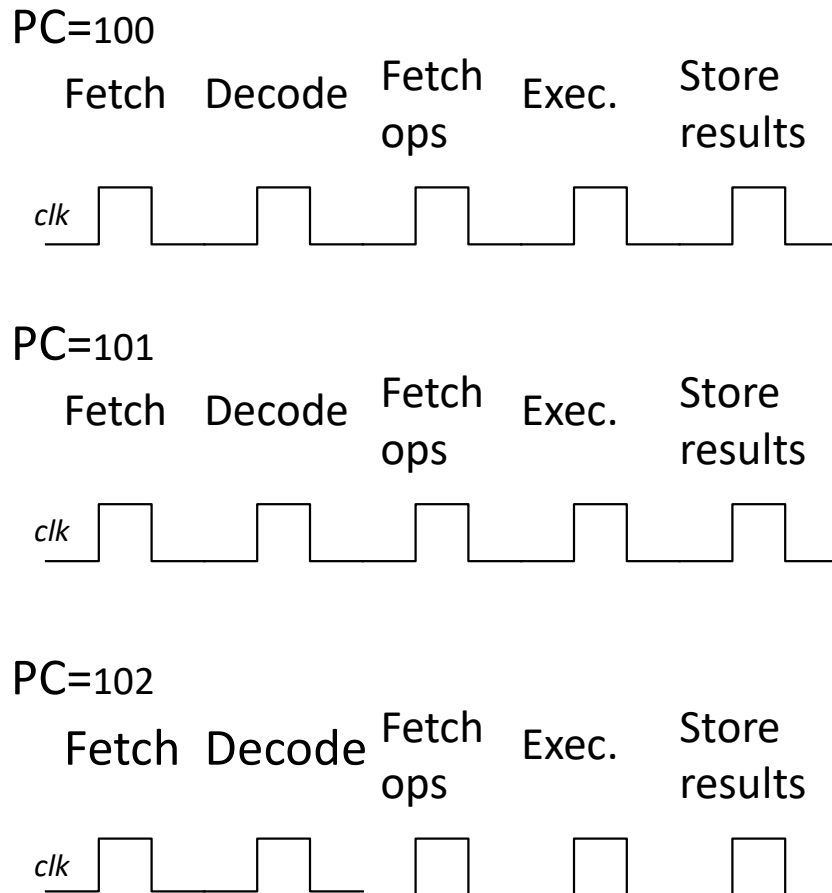 PC=100
Fetch Decode Fetch ops Exec. Store results
clk
PC=101
Fetch Decode Fetch ops Exec. Store results
clk
PC=102
Fetch Decode Fetch ops Exec. Store results
clk